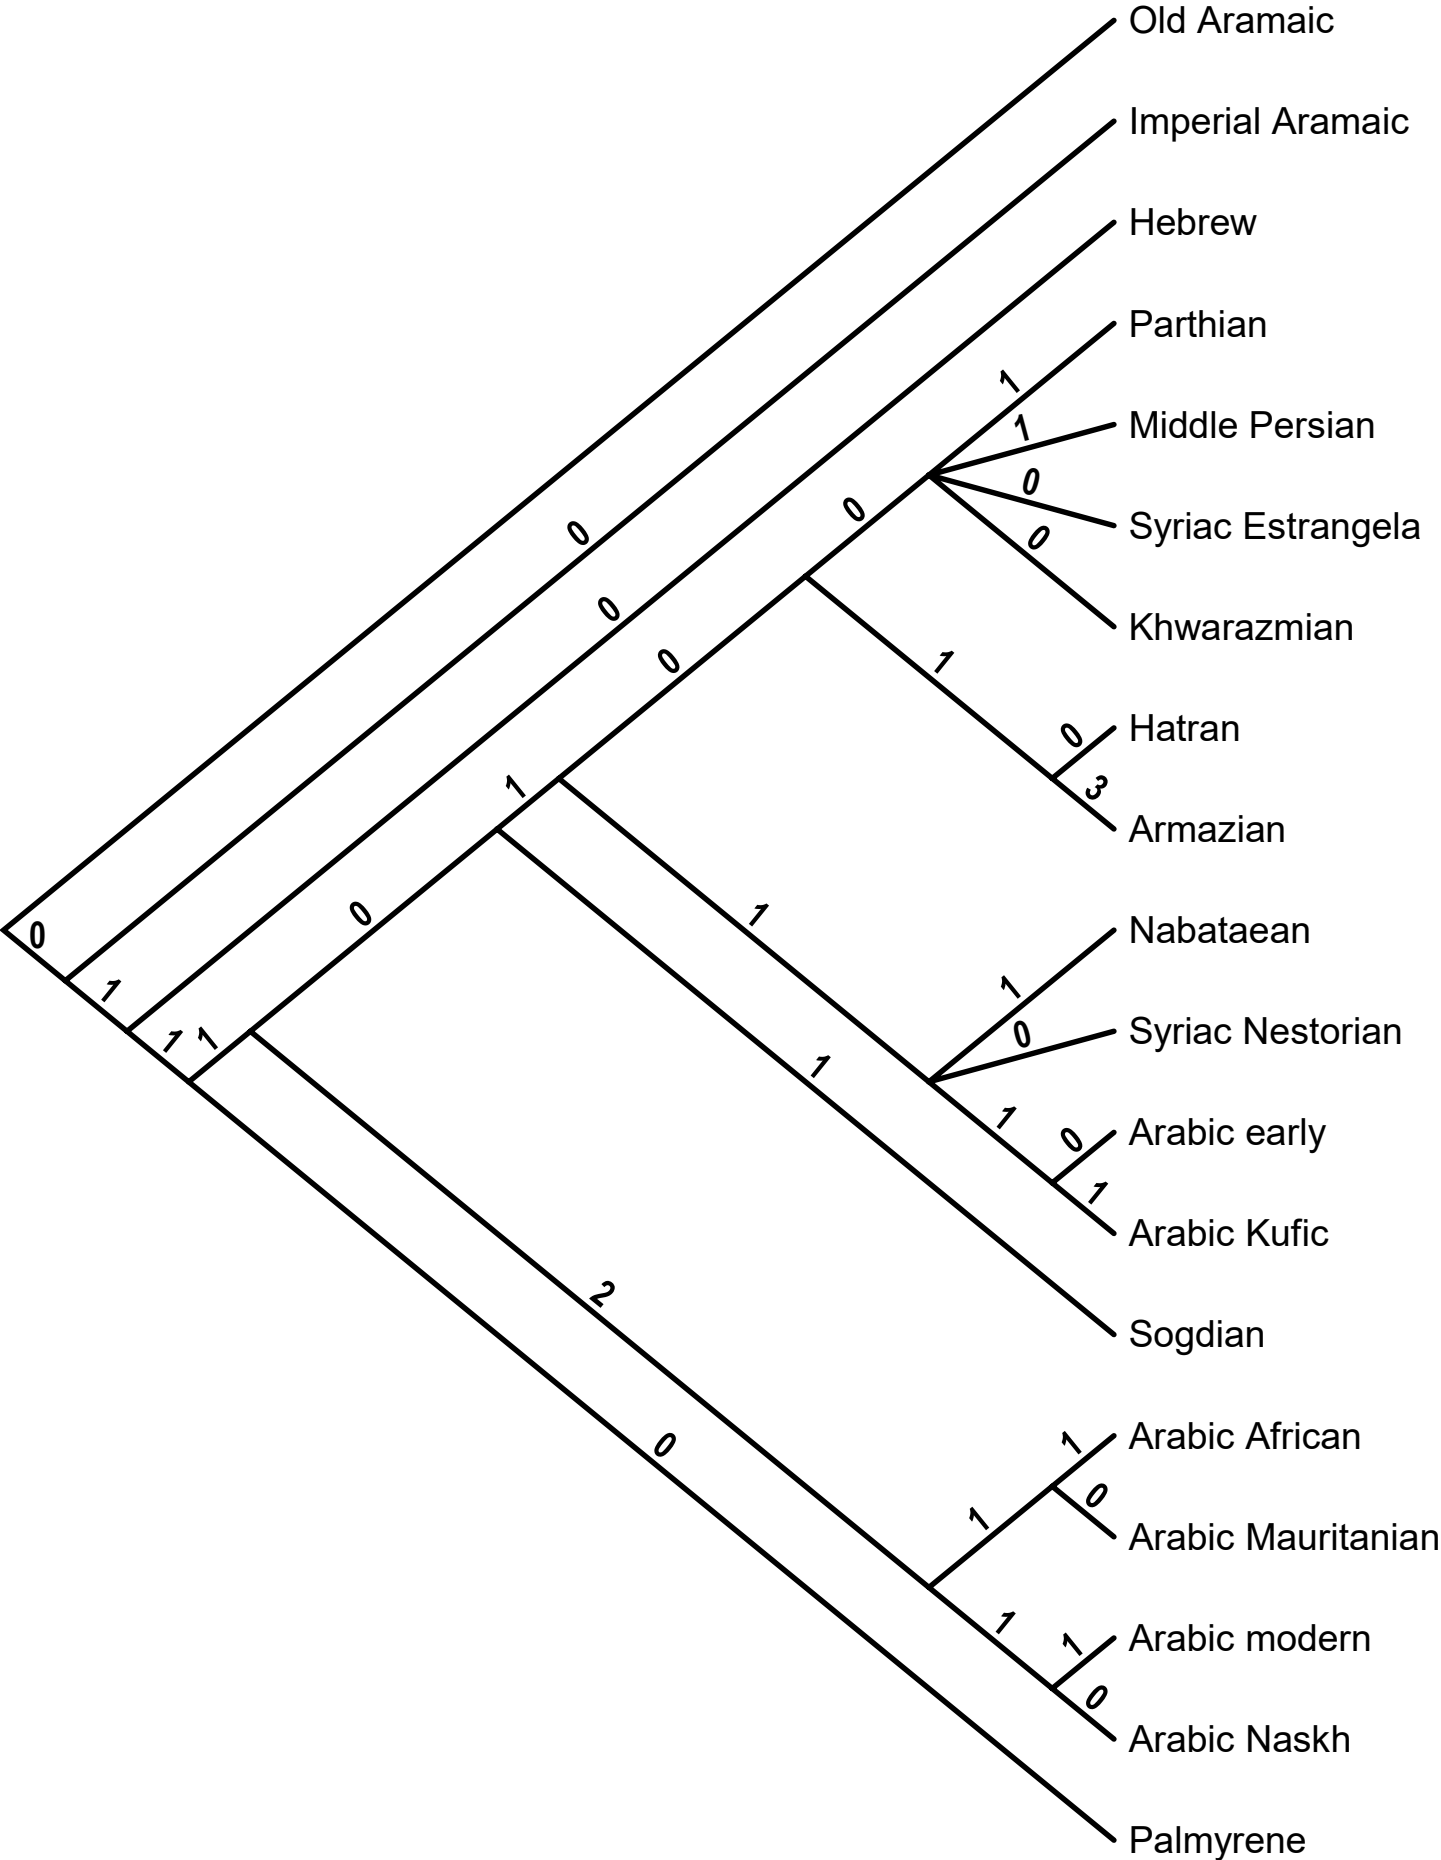 Old Aramaic
Imperial Aramaic
Hebrew
Parthian
1
Middle Persian
1
0
Syriac Estrangela
0
0
0
Khwarazmian
0
0
1
Hatran
0
3
1
Armazian
0
Nabataean
1
0
1
Syriac Nestorian
0
1
1
1
1
1
Arabic early
0
Arabic Kufic
1
Sogdian
2
Arabic African
1
0
0
1
Arabic Mauritanian
Arabic modern
1
1
0
Arabic Naskh
Palmyrene